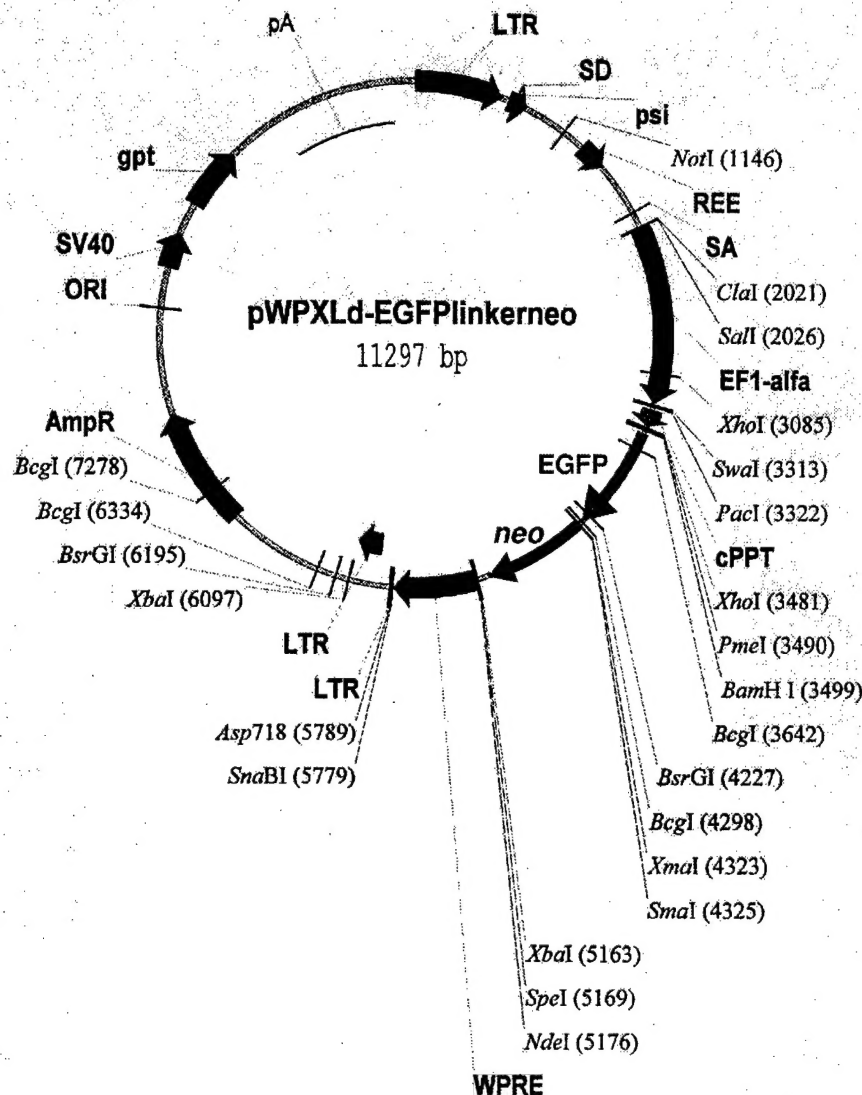 pA
LTR
SD
psi
NotI (1146)
gpt
REE
SV40
SA
ORI
ClaI (2021)
pWPXLd-EGFPlinkerneo
11297 bp
SalI (2026)
EF1-alfa
AmpR
XhoI (3085)
BcgI (7278)
EGFP
SwaI (3313)
BcgI (6334)
PacI (3322)
BsrGI (6195)
neo
cPPT
XbaI (6097)
XhoI (3481)
LTR
PmeI (3490)
LTR
BamH I (3499)
Asp718 (5789)
BcgI (3642)
SnaBI (5779)
BsrGI (4227)
BcgI (4298)
XmaI (4323)
SmaI (4325)
XbaI (5163)
SpeI (5169)
NdeI (5176)
WPRE